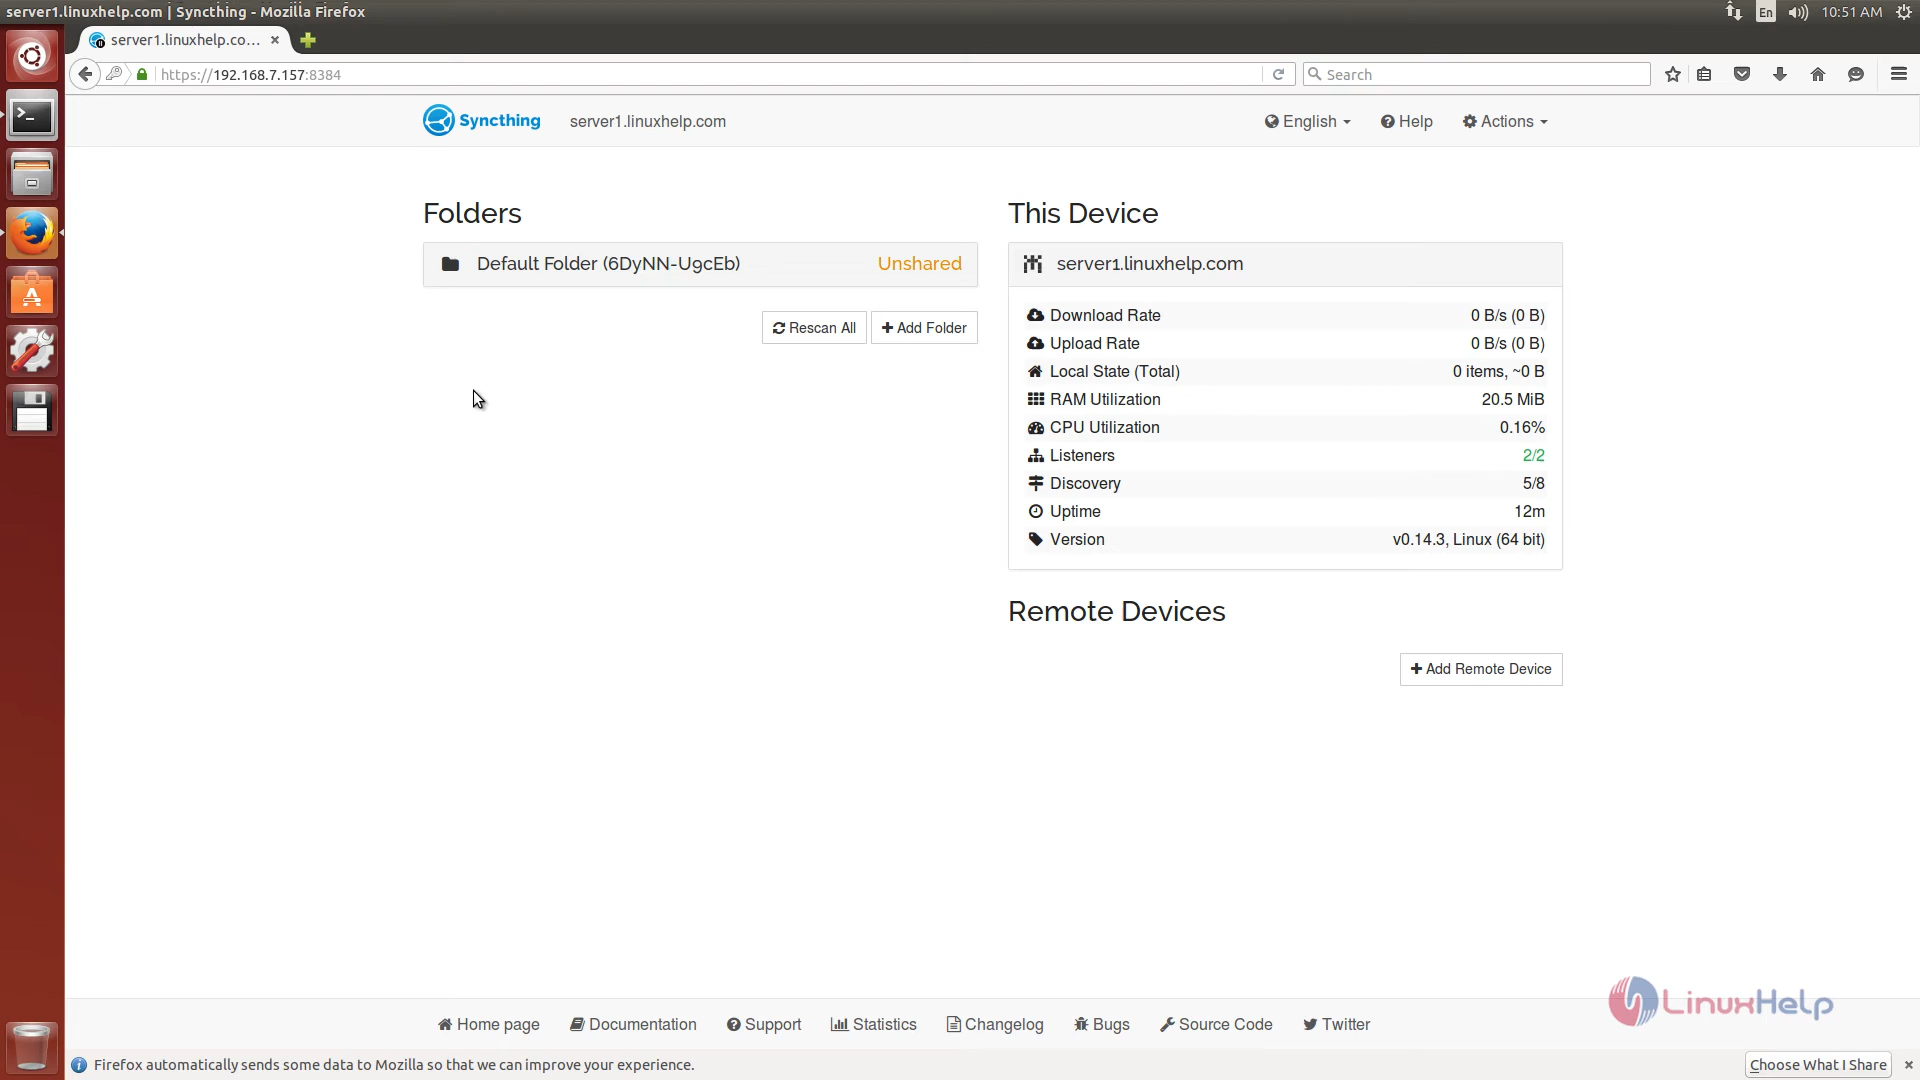 server1.linuxhelp.com | Syncthing - Mozilla Firefox
En
10:51 AM
server1.linuxhelp.co...
https://192.168.7.157:8384
Search
Syncthing
server1.linuxhelp.com
English
Help
Actions
Folders
Default Folder (6DyNN-U9cEb)
Unshared
Rescan All
Add Folder
This Device
server1.linuxhelp.com
Download Rate 0 B/s (0 B)
Upload Rate 0 B/s (0 B)
Local State (Total) 0 items, ~0 B
RAM Utilization 20.5 MiB
CPU Utilization 0.16%
Listeners 2/2
Discovery 5/8
Uptime 12m
Version v0.14.3, Linux (64 bit)
Remote Devices
Add Remote Device
LinuxHelp
Home page
Documentation
Support
Statistics
Changelog
Bugs
Source Code
Twitter
Firefox automatically sends some data to Mozilla so that we can improve your experience.
Choose What I Share